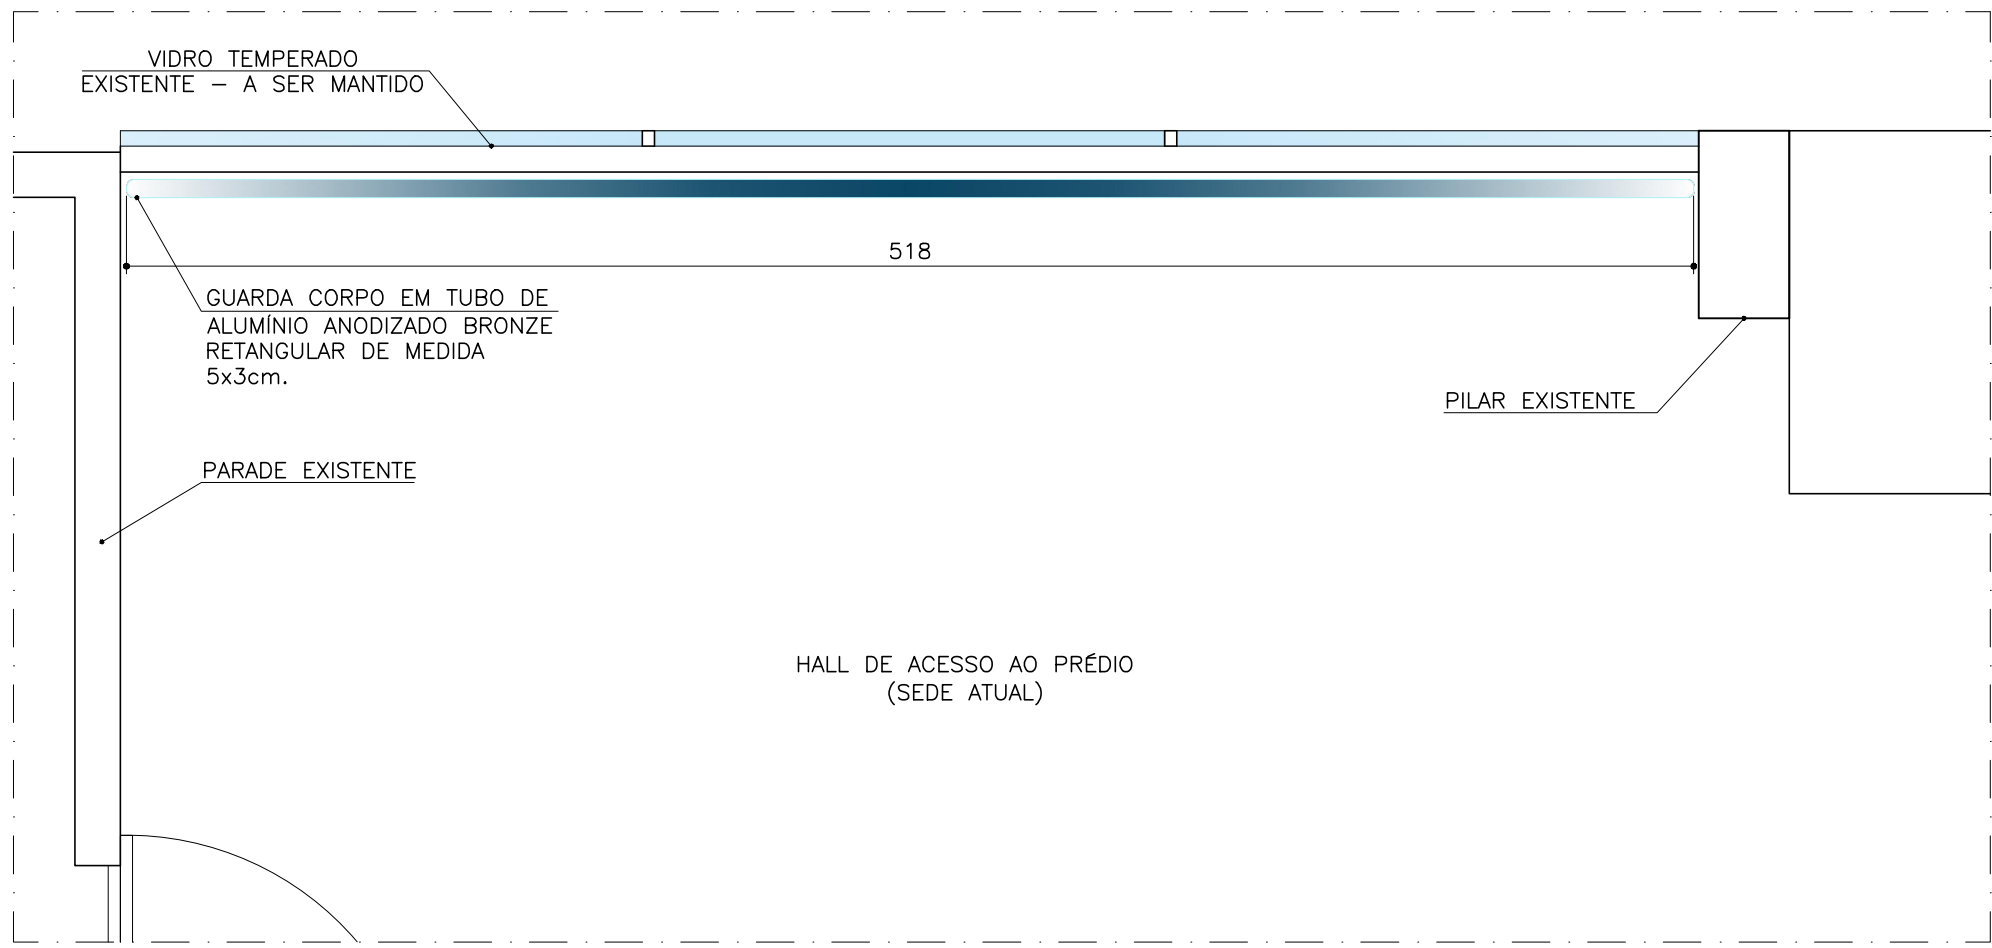 VIDRO TEMPERADO
EXISTENTE – A SER MANTIDO
518
GUARDA CORPO EM TUBO DE
ALUMÍNIO ANODIZADO BRONZE
RETANGULAR DE MEDIDA
5x3cm.
PILAR EXISTENTE
PARADE EXISTENTE
HALL DE ACESSO AO PRÉDIO
(SEDE ATUAL)